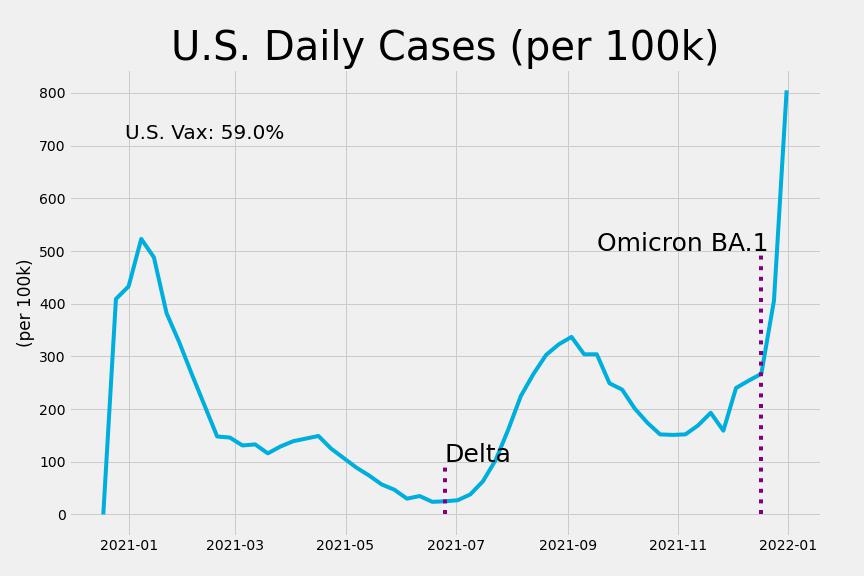 U.S. Daily Cases (per 100k)
800
U.S. Vax: 59.0%
700
600
Omicron BA.1
500
(per 100k)
400
300
200
Delta
100
0
2021-01 2021-03 2021-05 2021-07 2021-09 2021-11 2022-01